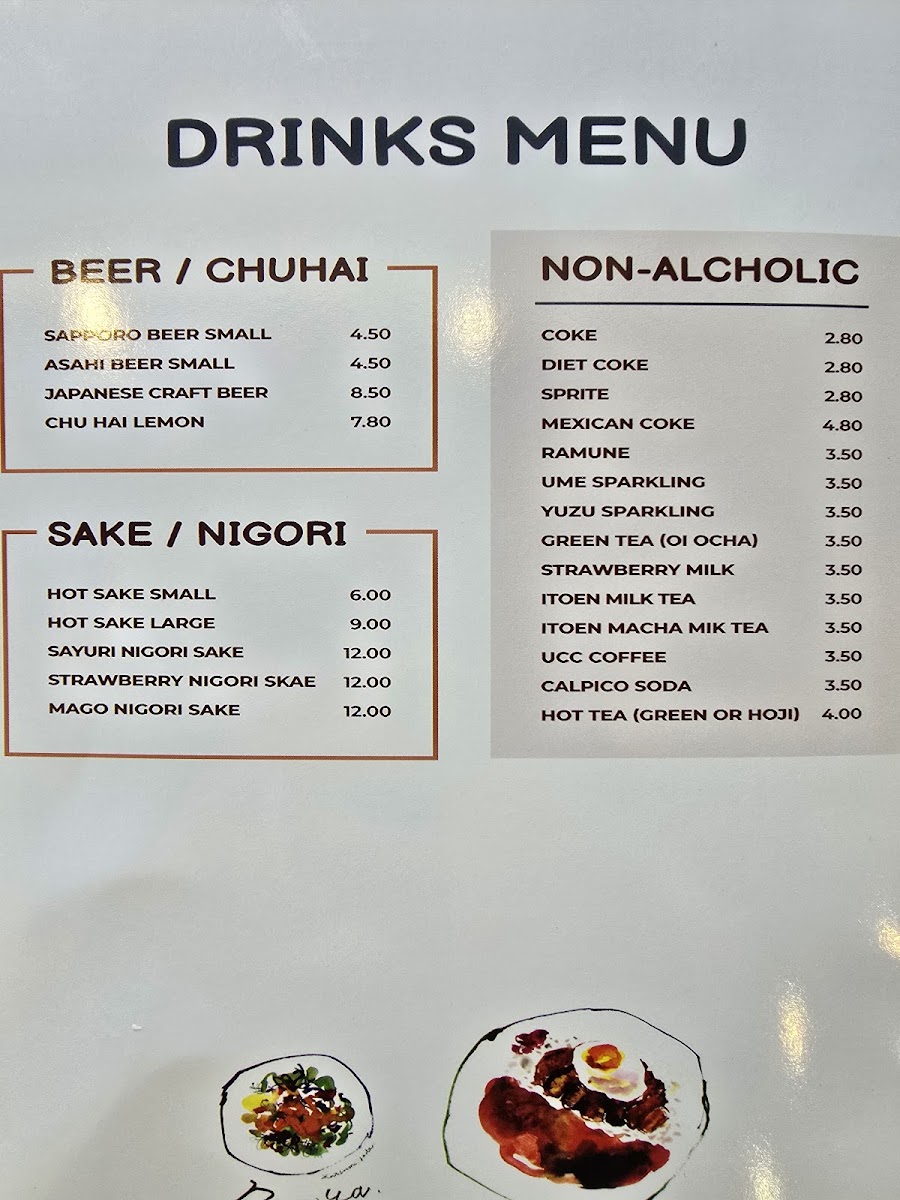 DRINKS MENU
BEER / CHUHAI
SAPPORO BEER SMALL 4.50
ASAHI BEER SMALL 4.50
JAPANESE CRAFT BEER 8.50
CHU HAI LEMON 7.80
SAKE / NIGORI
HOT SAKE SMALL 6.00
HOT SAKE LARGE 9.00
SAYURI NIGORI SAKE 12.00
STRAWBERRY NIGORI SKAE 12.00
MAGO NIGORI SAKE 12.00
NON-ALCHOLIC
COKE 2.80
DIET COKE 2.80
SPRITE 2.80
MEXICAN COKE 4.80
RAMUNE 3.50
UME SPARKLING 3.50
YUZU SPARKLING 3.50
GREEN TEA (OI OCHA) 3.50
STRAWBERRY MILK 3.50
ITOEN MILK TEA 3.50
ITOEN MACHA MIK TEA 3.50
UCC COFFEE 3.50
CALPICO SODA 3.50
HOT TEA (GREEN OR HOJI) 4.00